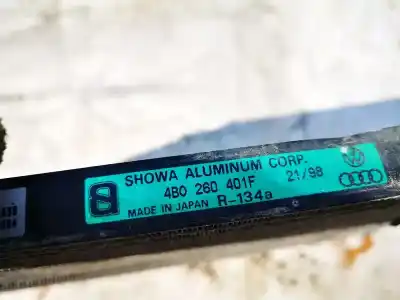 SHOWA ALUMINUM CORP.
4B0 260 401F 21/98
MADE IN JAPAN R-134a